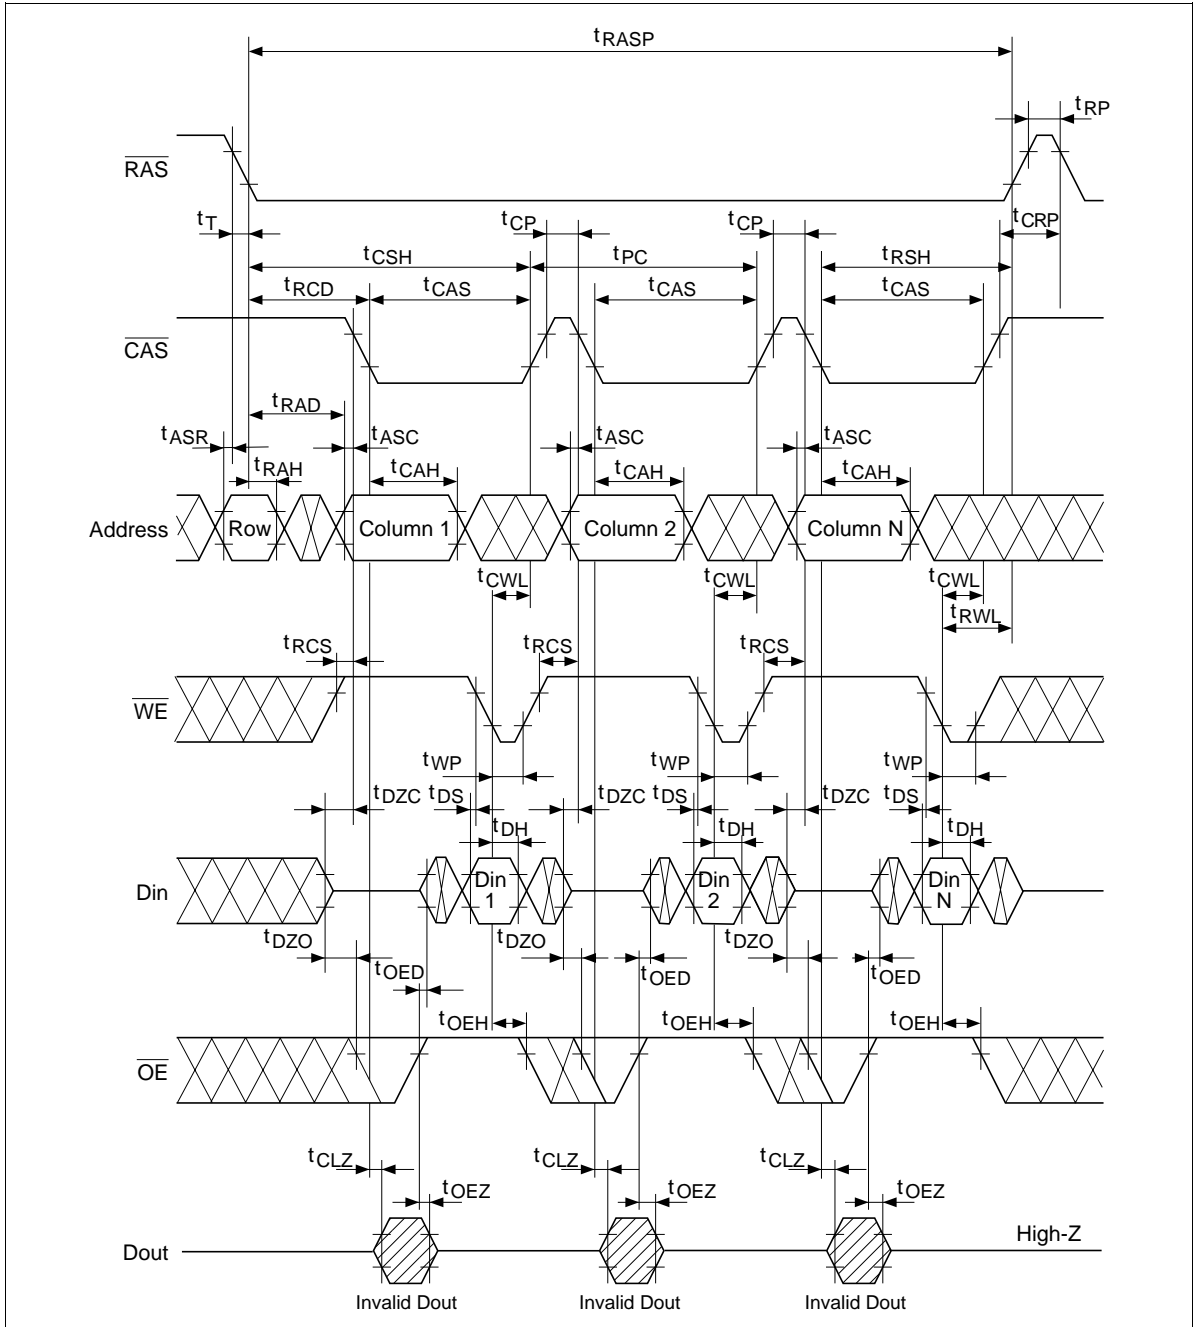 tRASP
tRP
RAS
tT
tCP
tCP
tCRP
tCSH
tPC
tRSH
tRCD
tCAS
tCAS
tCAS
CAS
tRAD
tASR
tASC
tASC
tASC
tRAH
tCAH
tCAH
tCAH
Address
Row
Column 1
Column 2
Column N
tCWL
tCWL
tCWL
tRWL
tRCS
tRCS
tRCS
WE
tWP
tWP
tWP
tDZC
tDS
tDZC
tDS
tDZC
tDS
tDH
tDH
tDH
Din
Din 1
Din 2
Din N
tDZO
tDZO
tDZO
tOED
tOED
tOED
tOEH
tOEH
tOEH
OE
tCLZ
tCLZ
tCLZ
tOEZ
tOEZ
tOEZ
Dout
High-Z
Invalid Dout
Invalid Dout
Invalid Dout